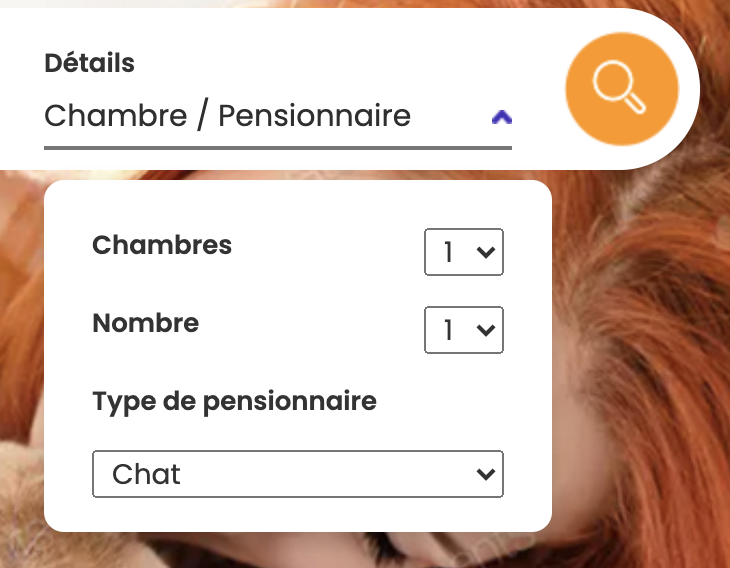 Détails
Chambre / Pensionnaire
Chambres
1
Nombre
1
Type de pensionnaire
Chat